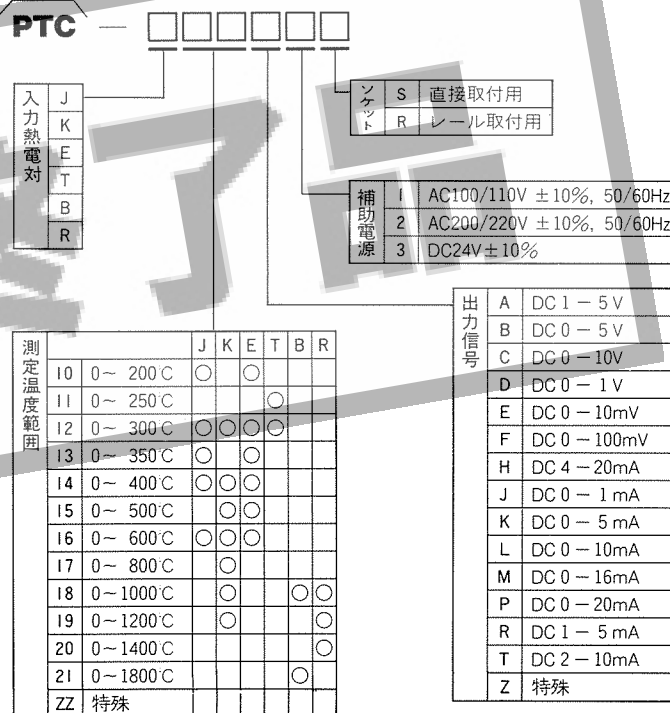 PTC — □□□□□□
入力熱電対
J
K
E
T
B
R
ソケット
S 直接取付用
R レール取付用
補助電源
1 AC100/110V ±10%, 50/60Hz
2 AC200/220V ±10%, 50/60Hz
3 DC24V±10%
出力信号
A DC 1 — 5 V
B DC 0 — 5 V
C DC 0 — 10V
D DC 0 — 1 V
E DC 0 — 10mV
F DC 0 — 100mV
H DC 4 — 20mA
J DC 0 — 1 mA
K DC 0 — 5 mA
L DC 0 — 10mA
M DC 0 — 16mA
P DC 0 — 20mA
R DC 1 — 5 mA
T DC 2 — 10mA
Z 特殊
測定温度範囲
J K E T B R
10 0~ 200℃ ○ ○
11 0~ 250℃ ○
12 0~ 300℃ ○ ○ ○ ○
13 0~ 350℃ ○ ○
14 0~ 400℃ ○ ○ ○
15 0~ 500℃ ○ ○
16 0~ 600℃ ○ ○ ○
17 0~ 800℃ ○
18 0~1000℃ ○ ○ ○
19 0~1200℃ ○ ○
20 0~1400℃ ○
21 0~1800℃ ○
ZZ 特殊
了品